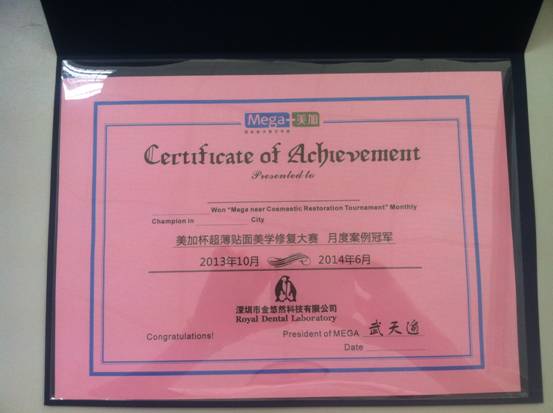 Mega 美加
Certificate of Achievement
Presented to
Won "Mega neer Cosmestic Restoration Tournament" Monthly
Champion in City
美加杯超薄贴面美学修复大赛 月度案例冠军
2013年10月 2014年6月
深圳市金悠然科技有限公司
Royal Dental Laboratory
Congratulations! President of MEGA 武天逾
Date